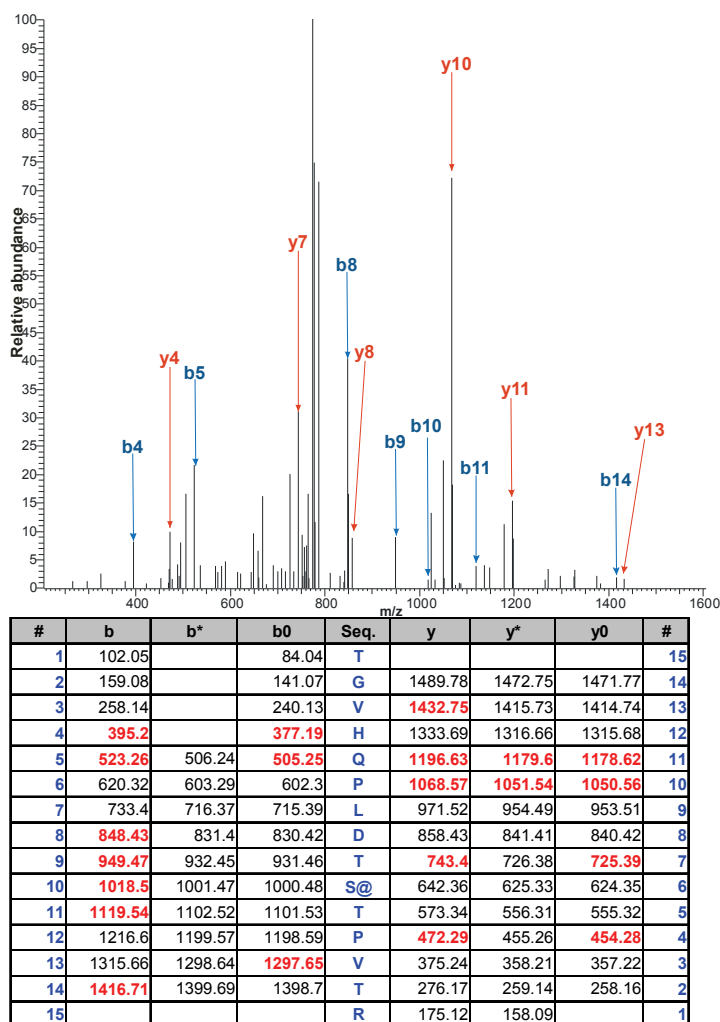 100
95
90
85
80
75
70
65
60
55
50
45
40
35
30
25
20
15
10
5
0
Relative abundance
y10
y7
b8
y4
b5
y8
b4
b9
b10
y11
b11
y13
b14
400 600 800 1000 1200 1400 1600
m/z
# b b* b0 Seq. y y* y0 #
1 102.05 84.04 T 15
2 159.08 141.07 G 1489.78 1472.75 1471.77 14
3 258.14 240.13 V 1432.75 1415.73 1414.74 13
4 395.2 377.19 H 1333.69 1316.66 1315.68 12
5 523.26 506.24 505.25 Q 1196.63 1179.6 1178.62 11
6 620.32 603.29 602.3 P 1068.57 1051.54 1050.56 10
7 733.4 716.37 715.39 L 971.52 954.49 953.51 9
8 848.43 831.4 830.42 D 858.43 841.41 840.42 8
9 949.47 932.45 931.46 T 743.4 726.38 725.39 7
10 1018.5 1001.47 1000.48 S@ 642.36 625.33 624.35 6
11 1119.54 1102.52 1101.53 T 573.34 556.31 555.32 5
12 1216.6 1199.57 1198.59 P 472.29 455.26 454.28 4
13 1315.66 1298.64 1297.65 V 375.24 358.21 357.22 3
14 1416.71 1399.69 1398.7 T 276.17 259.14 258.16 2
15 R 175.12 158.09 1